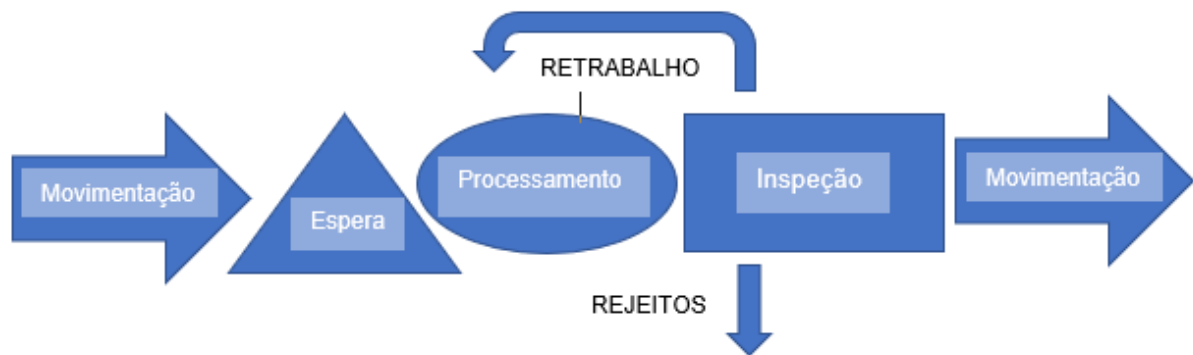 RETRABALHO
Movimentação
Espera
Processamento
Inspeção
Movimentação
REJEITOS